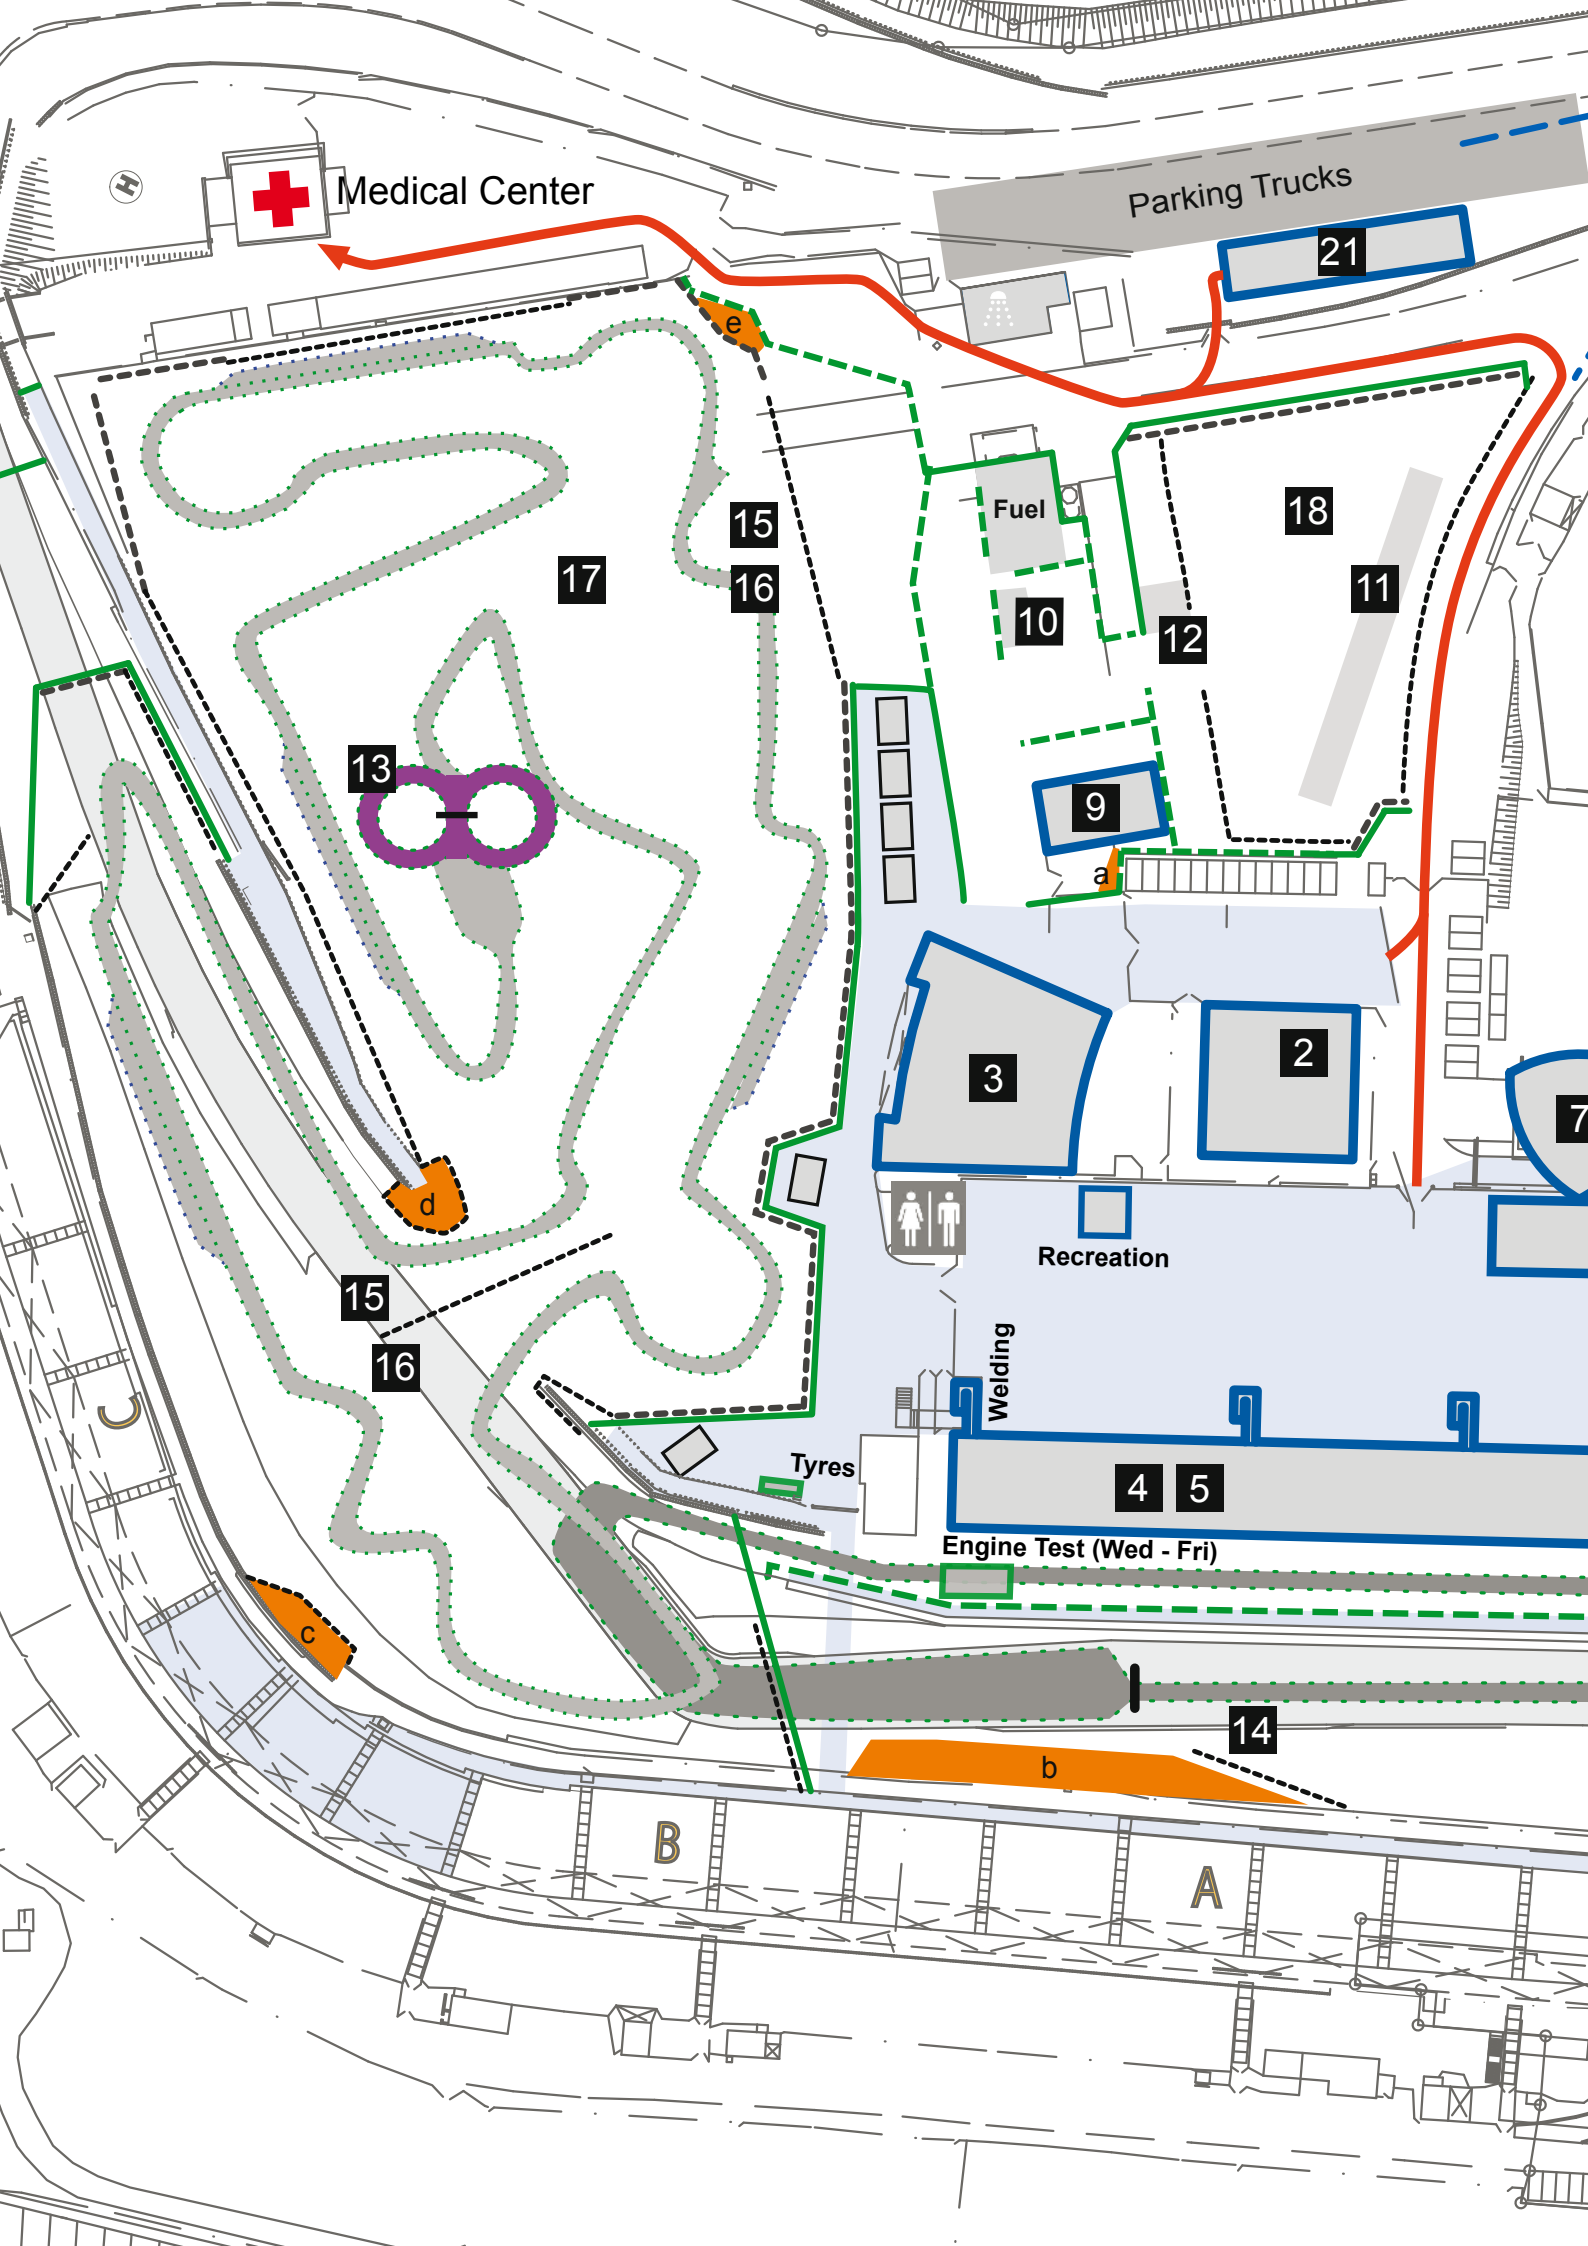 H
Medical Center
Parking Trucks
21
e
Fuel
15
18
17
16
11
10
12
13
9
a
3
2
7
d
Recreation
15
16
Welding
C
Tyres
4
5
Engine Test (Wed - Fri)
c
14
b
B
A